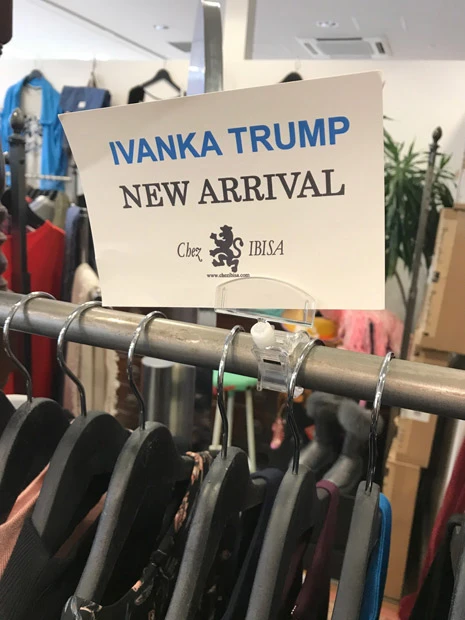 IVANKA TRUMP
NEW ARRIVAL
Chez IBISA
www.chezibisa.com